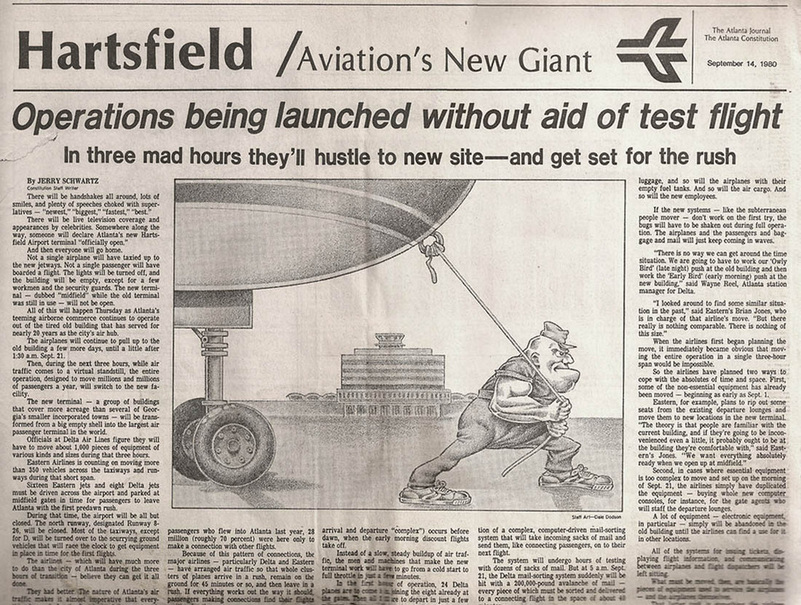 Hartsfield / Aviation's New Giant
The Atlanta Journal
The Atlanta Constitution
September 14, 1980
Operations being launched without aid of test flight
In three mad hours they'll hustle to new site—and get set for the rush
By JERRY SCHWARTZ
Constitution Staff Writer
There will be handshakes all around, lots of
smiles, and plenty of speeches choked with super-
latives — "newest," "biggest," "fastest," "best."
There will be live television coverage and
appearances by celebrities. Somewhere along the
way, someone will declare Atlanta's new Harts-
field Airport terminal "officially open."
And then everyone will go home.
Not a single airplane will have taxied up to
the new jetways. Not a single passenger will have
boarded a flight. The lights will be turned off, and
the building will be empty, except for a few
workmen and the security guards. The new termi-
nal — dubbed "midfield" while the old terminal
was still in use — will not be open.
All of this will happen Thursday as Atlanta's
teeming airborne commerce continues to operate
out of the tired old building that has served for
nearly 20 years as the city's air hub.
The airplanes will continue to pull up to the
old building a few more days, until a little after
1:30 a.m. Sept. 21.
Then, during the next three hours, while air
traffic comes to a virtual standstill, the entire
operation, designed to move millions and millions
of passengers a year, will switch to the new fa-
cility.
The new terminal — a group of buildings
that cover more acreage than several of Geor-
gia's smaller incorporated towns — will be trans-
formed from a big empty shell into the largest air
passenger terminal in the world.
Officials at Delta Air Lines figure they will
have to move about 1,000 pieces of equipment of
various kinds and sizes during that three hours.
Eastern Airlines is counting on moving more
than 350 vehicles across the taxiways and run-
ways during that short span.
Sixteen Eastern jets and eight Delta jets
must be driven across the airport and parked at
midfield gates in time for passengers to leave
Atlanta with the first predawn rush.
During that time, the airport will be all but
closed. The north runway, designated Runway 8-
26, will be closed. Most of the taxiways, except
for D, will be turned over to the scurrying ground
vehicles that will race the clock to get equipment
in place in time for the first flights.
The airlines — which will have much more
to do than the city of Atlanta during the three
hours of transition — believe they can get it all
done.
They had better. The nature of Atlanta's air
traffic makes it almost imperative that every-
Staff Art—Dale Dodson
passengers who flew into Atlanta last year, 28
million (roughly 70 percent) were here only to
make a connection with other flights.
Because of this pattern of connections, the
major airlines — particularly Delta and Eastern
— have arranged air traffic so that whole clus-
ters of planes arrive in a rush, remain on the
ground for 45 minutes or so, and then leave in a
rush. If everything works out the way it should,
passengers making connections find their flights
arrival and departure "complex") occurs before
dawn, when the early morning discount flights
take off.
Instead of a slow, steady buildup of air traf-
fic, the men and machines that make the new
terminal work will have to go from a cold start to
full throttle in just a few minutes.
In the first hour of operation, 24 Delta
tion of a complex, computer-driven mail-sorting
system that will take incoming sacks of mail and
send them, like connecting passengers, on to their
next flight.
The system will undergo hours of testing
with dozens of sacks of mail. But at 5 a.m. Sept.
21, the Delta mail-sorting system suddenly will be
hit with a 200,000-pound avalanche of mail,
every piece of which must be sorted and delivered
to a connecting flight in the space of about 40
luggage, and so will the airplanes with their
empty fuel tanks. And so will the air cargo. And
so will the new employees.
If the new systems — like the subterranean
people mover — don't work on the first try, the
bugs will have to be shaken out during full opera-
tion. The airplanes and the passengers and bag-
gage and mail will just keep coming in waves.
"There is no way we can get around the time
situation. We are going to have to work our 'Owly
Bird' (late night) push at the old building and then
work the 'Early Bird' (early morning) push at the
new building," said Wayne Reel, Atlanta station
manager for Delta.
"I looked around to find some similar situa-
tion in the past," said Eastern's Brian Jones, who
is in charge of that airline's move. "But there
really is nothing comparable. There is nothing of
this size."
When the airlines first began planning the
move, it immediately became obvious that mov-
ing the entire operation in a single three-hour
span would be impossible.
So the airlines have planned two ways to
cope with the absolutes of time and space. First,
some of the non-essential equipment has already
been moved — beginning as early as Sept. 1.
Eastern, for example, plans to rip out some
seats from the existing departure lounges and
move them to new locations in the new terminal.
"The theory is that people are familiar with the
current building, and if they're going to be incon-
venienced even a little, it probably ought to be at
the building they're comfortable with," said East-
ern's Jones. "We want everything absolutely
ready when we open up at midfield."
Second, in cases where essential equipment
is too complex to move and set up on the morning
of Sept. 21, the airlines simply have duplicated
the equipment — buying whole new computer
consoles, for instance, for the gate agents who
will staff the departure lounges.
A lot of equipment — electronic equipment,
in particular — simply will be abandoned in the
old building until the airlines can find a use for it
in other locations.
All of the systems for issuing tickets, dis-
playing flight information, and communicating
between airplanes and flight dispatchers will be
left sitting.